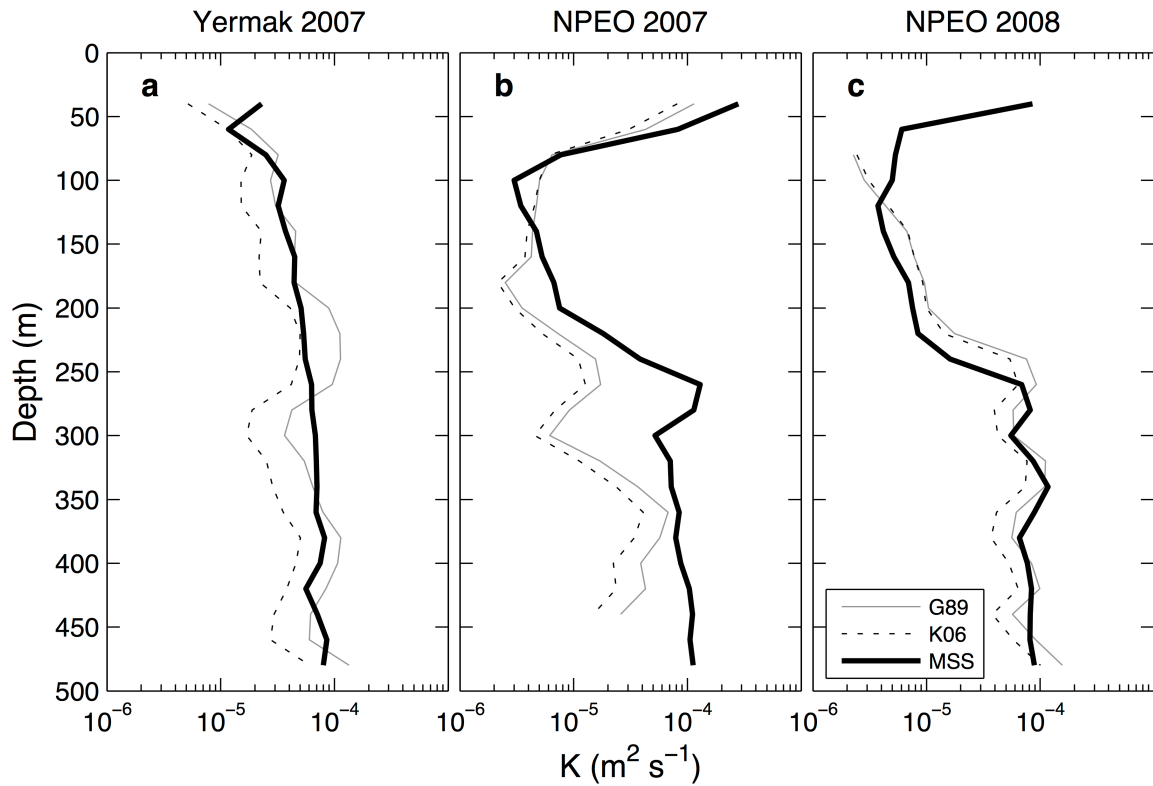 Yermak 2007 NPEO 2007 NPEO 2008
a b c
0
50
100
150
200
250
300
350
400
450
500
Depth (m)
G89
K06
MSS
10⁻⁶ 10⁻⁵ 10⁻⁴ 10⁻⁶ 10⁻⁵ 10⁻⁴ 10⁻⁶ 10⁻⁵ 10⁻⁴
K (m² s⁻¹)